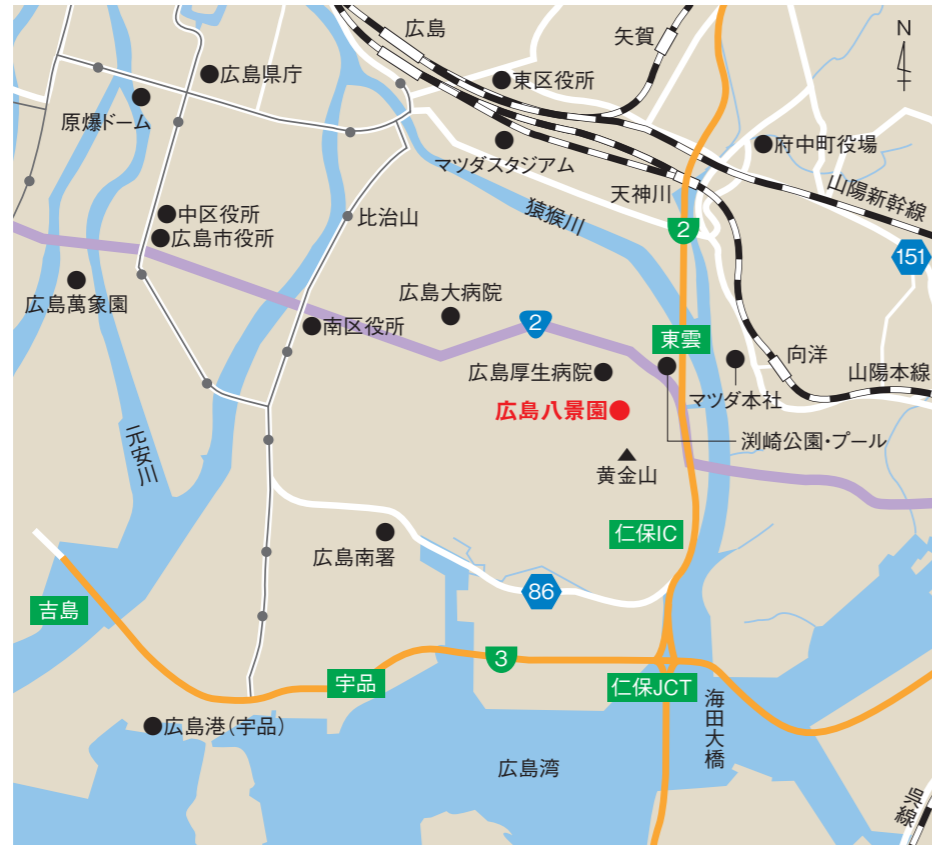 広島
矢賀
N
広島県庁
東区役所
原爆ドーム
マツダスタジアム
府中町役場
天神川
山陽新幹線
中区役所
比治山
猿猴川
広島市役所
2
151
広島萬象園
広島大病院
2
南区役所
東雲
向洋
広島厚生病院
マツダ本社
山陽本線
広島八景園
渕崎公園・プール
元安川
黄金山
仁保IC
広島南署
86
吉島
3
宇品
仁保JCT
海田大橋
広島港(宇品)
広島湾
呉線